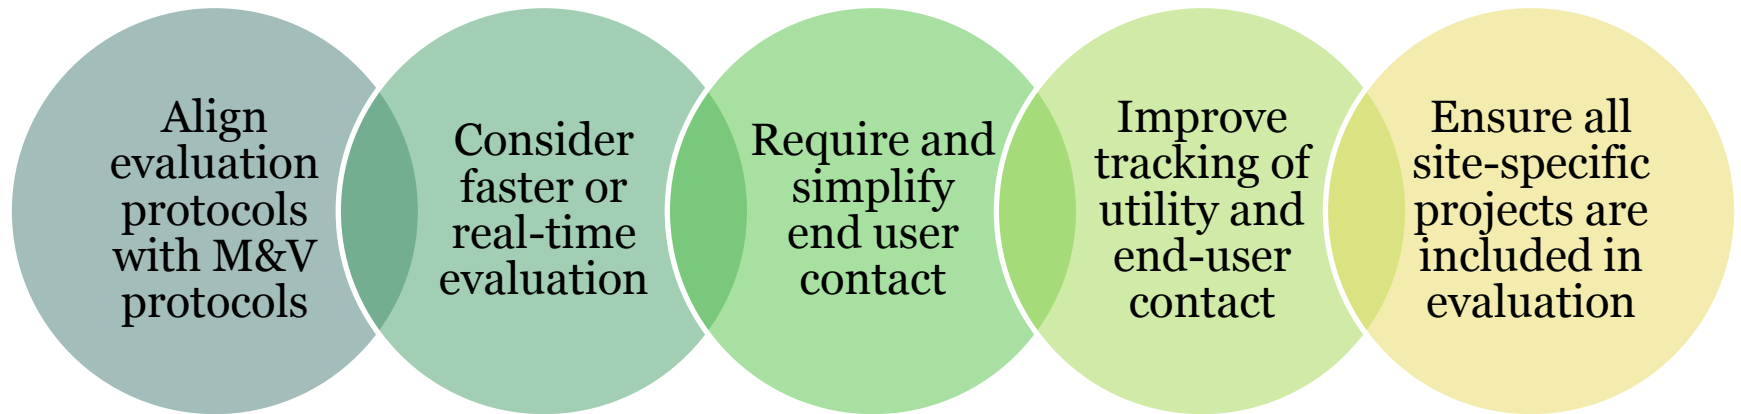 Align
evaluation
protocols
with M&V
protocols
Consider
faster or
real-time
evaluation
Require and
simplify
end user
contact
Improve
tracking of
utility and
end-user
contact
Ensure all
site-specific
projects are
included in
evaluation